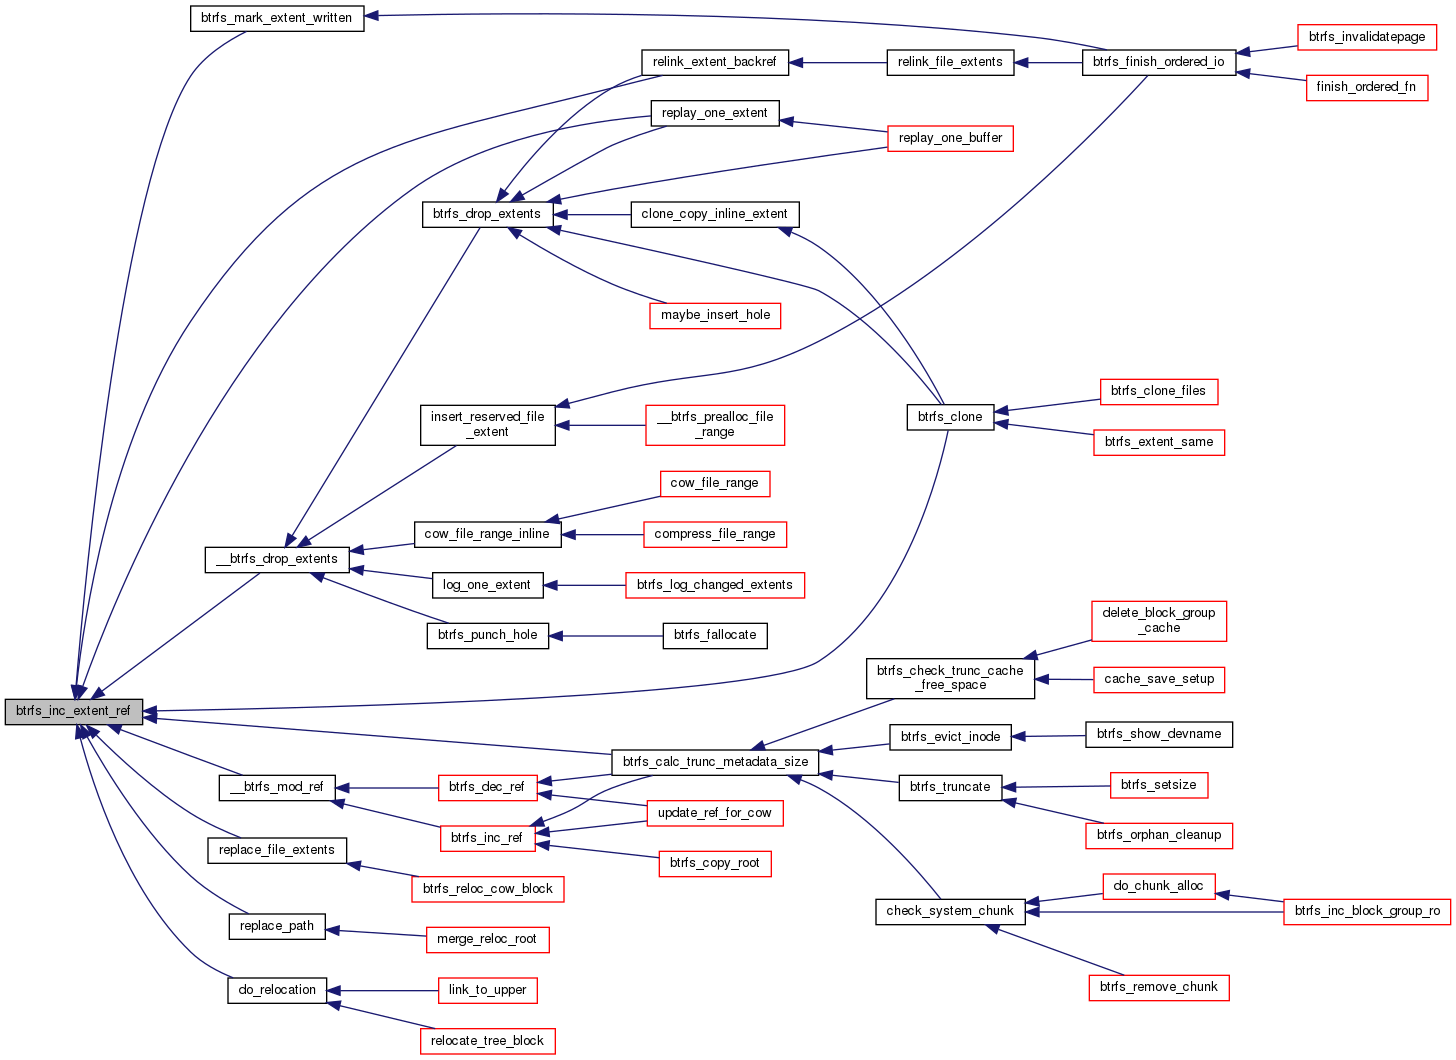 btrfs_mark_extent_written
btrfs_invalidatepage
relink_extent_backref
relink_file_extents
btrfs_finish_ordered_io
finish_ordered_fn
replay_one_extent
replay_one_buffer
btrfs_drop_extents
clone_copy_inline_extent
maybe_insert_hole
btrfs_clone_files
insert_reserved_file
_extent
__btrfs_prealloc_file
_range
btrfs_clone
btrfs_extent_same
cow_file_range
cow_file_range_inline
compress_file_range
__btrfs_drop_extents
log_one_extent
btrfs_log_changed_extents
btrfs_punch_hole
btrfs_fallocate
delete_block_group
_cache
btrfs_check_trunc_cache
_free_space
cache_save_setup
btrfs_inc_extent_ref
btrfs_evict_inode
btrfs_show_devname
btrfs_calc_trunc_metadata_size
__btrfs_mod_ref
btrfs_dec_ref
btrfs_truncate
btrfs_setsize
update_ref_for_cow
btrfs_inc_ref
btrfs_orphan_cleanup
replace_file_extents
btrfs_copy_root
btrfs_reloc_cow_block
do_chunk_alloc
check_system_chunk
btrfs_inc_block_group_ro
replace_path
merge_reloc_root
do_relocation
link_to_upper
btrfs_remove_chunk
relocate_tree_block